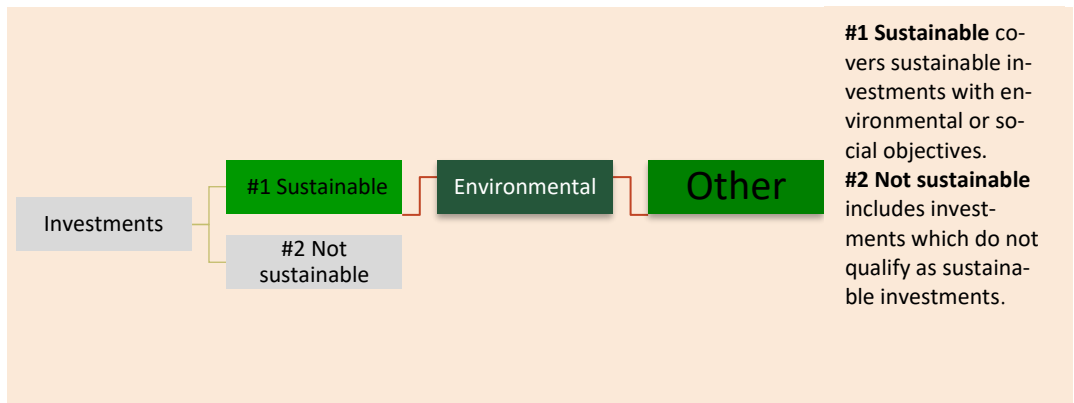 Investments
#1 Sustainable
#2 Not
sustainable
Environmental
Other
#1 Sustainable co-
vers sustainable in-
vestments with en-
vironmental or so-
cial objectives.
#2 Not sustainable
includes invest-
ments which do not
qualify as sustaina-
ble investments.